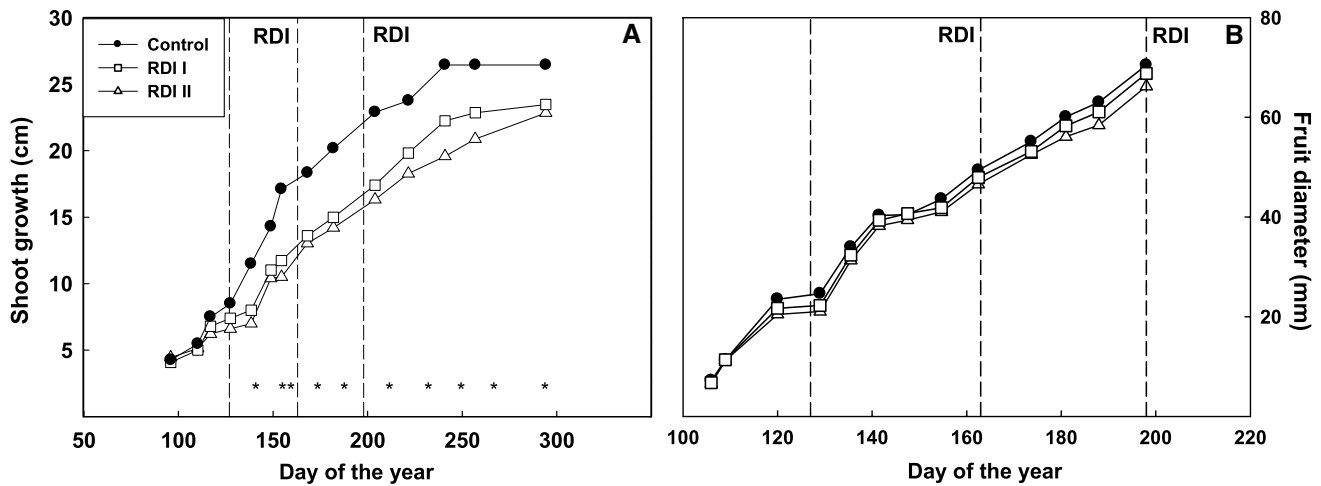 30
25
20
15
10
5
Shoot growth (cm)
Control
RDI I
RDI II
RDI
RDI
A
* ** * * * * * * *
50 100 150 200 250 300
Day of the year
RDI
RDI
B
80
60
40
20
Fruit diameter (mm)
100 120 140 160 180 200 220
Day of the year